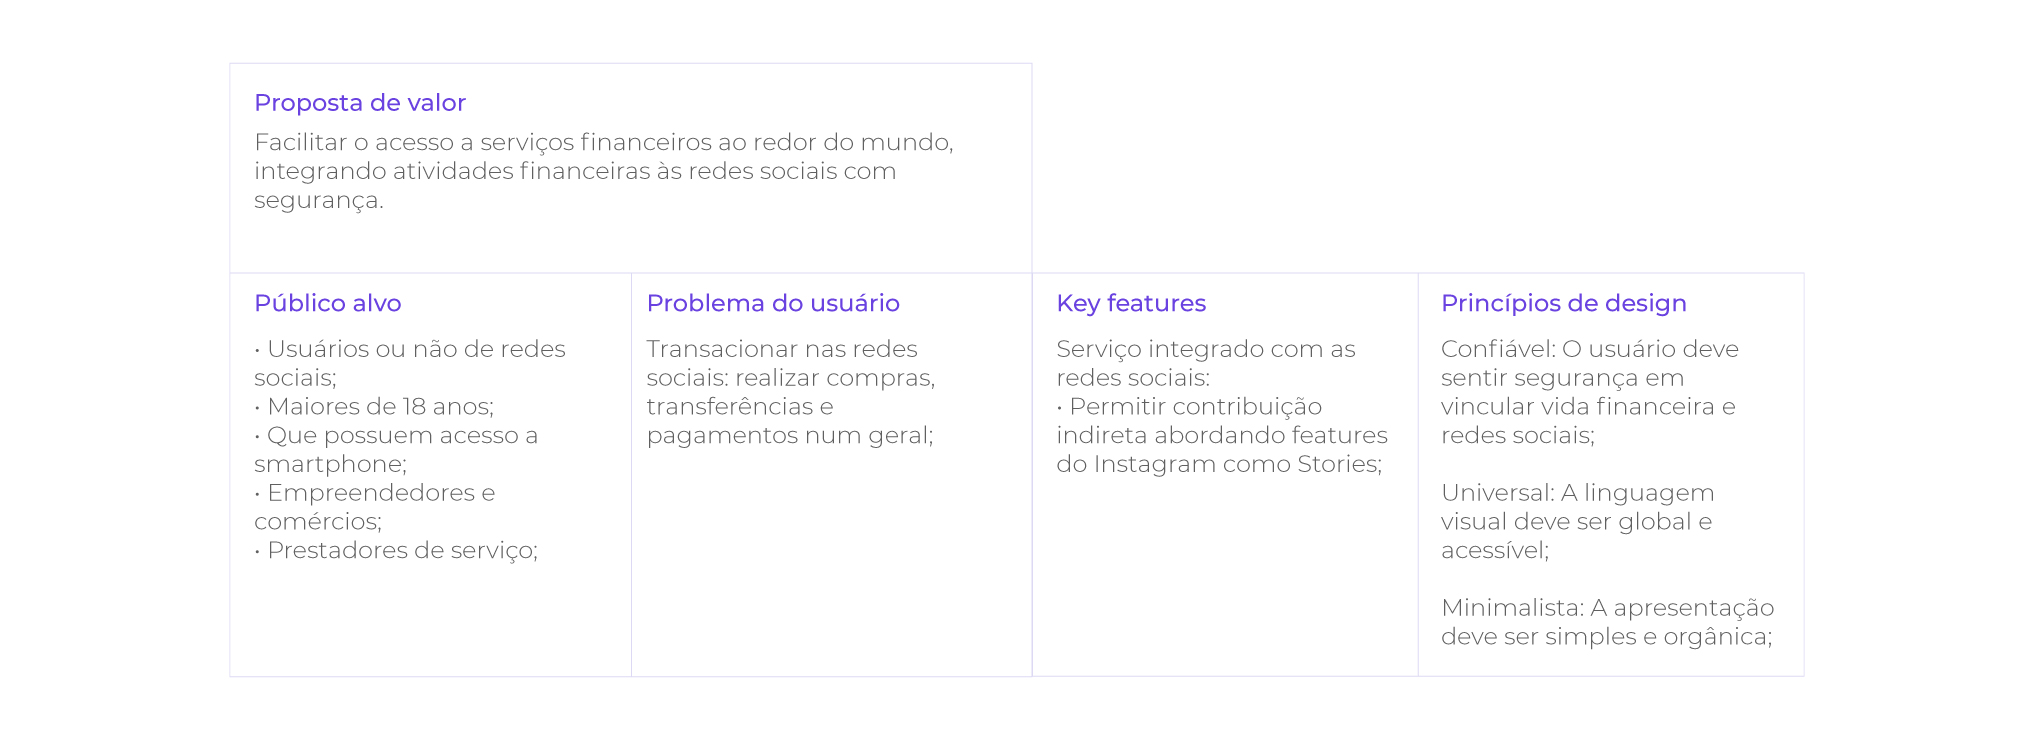 Proposta de valor
Facilitar o acesso a serviços financeiros ao redor do mundo,
integrando atividades financeiras às redes sociais com
segurança.
Público alvo
• Usuários ou não de redes
sociais;
• Maiores de 18 anos;
• Que possuem acesso a
smartphone;
• Empreendedores e
comércios;
• Prestadores de serviço;
Problema do usuário
Transacionar nas redes
sociais: realizar compras,
transferências e
pagamentos num geral;
Key features
Serviço integrado com as
redes sociais:
• Permitir contribuição
indireta abordando features
do Instagram como Stories;
Princípios de design
Confiável: O usuário deve
sentir segurança em
vincular vida financeira e
redes sociais;
Universal: A linguagem
visual deve ser global e
acessível;
Minimalista: A apresentação
deve ser simples e orgânica;